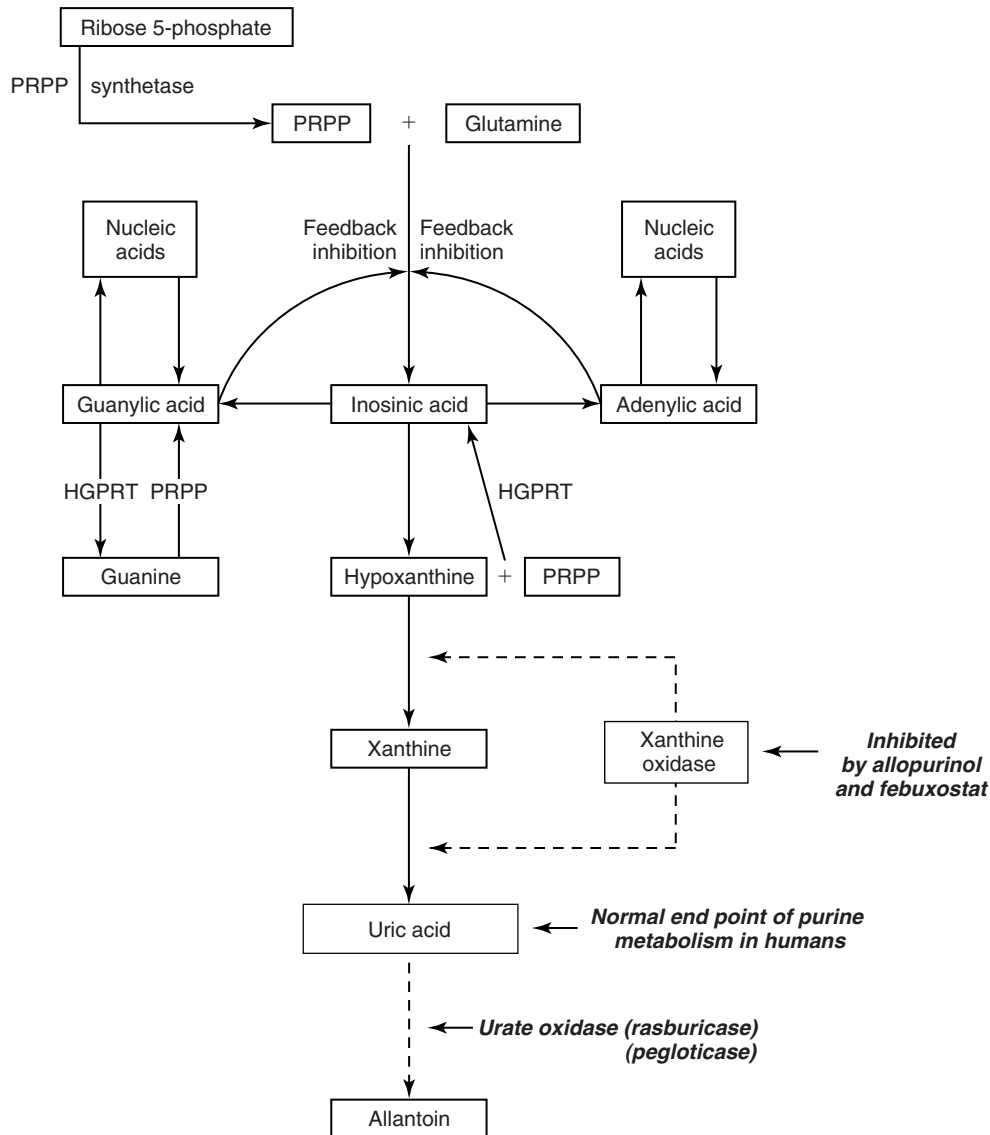 Ribose 5-phosphate
PRPP synthetase
PRPP + Glutamine
Nucleic
acids
Feedback
inhibition
Feedback
inhibition
Nucleic
acids
Guanylic acid
Inosinic acid
Adenylic acid
HGPRT PRPP
HGPRT
Guanine
Hypoxanthine + PRPP
Xanthine
Xanthine
oxidase
Inhibited
by allopurinol
and febuxostat
Uric acid
Normal end point of purine
metabolism in humans
Urate oxidase (rasburicase)
(pegloticase)
Allantoin